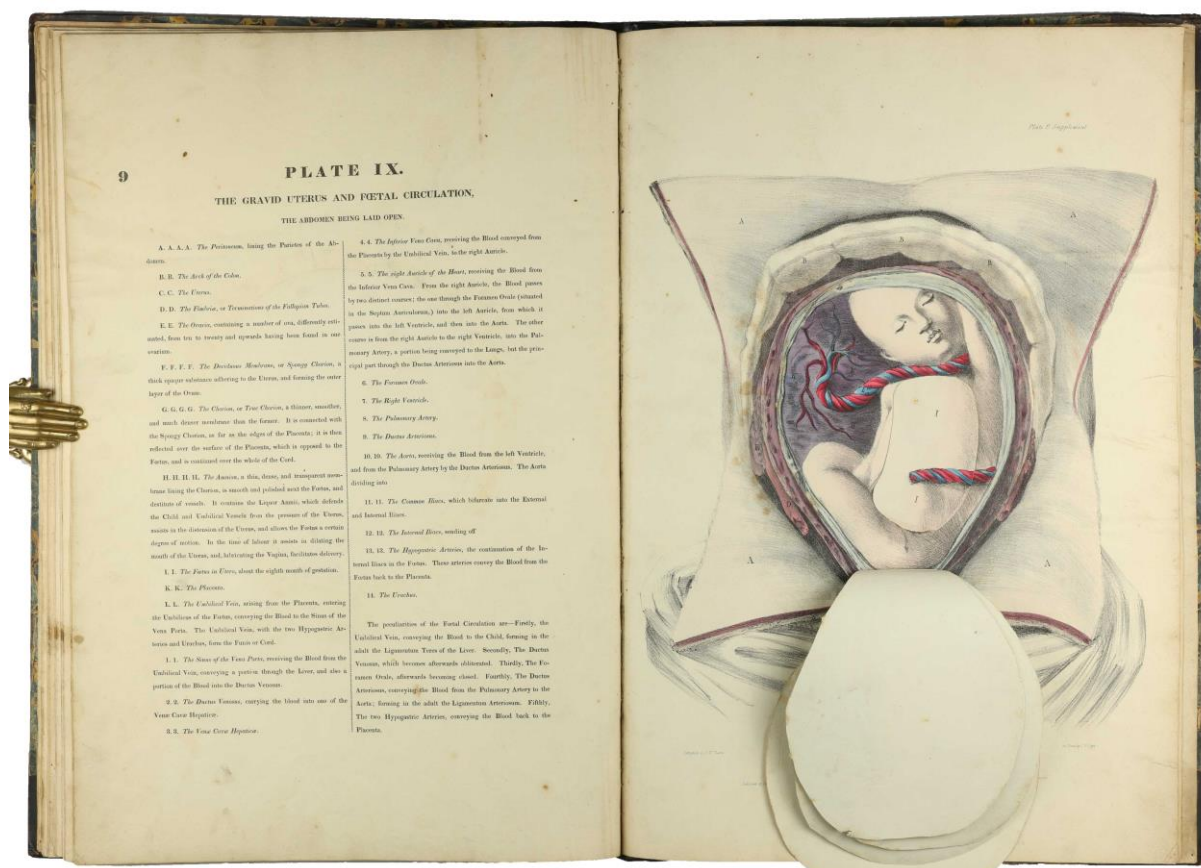 9
PLATE IX.
THE GRAVID UTERUS AND FŒTAL CIRCULATION,
THE ABDOMEN BEING LAID OPEN.
A. A. A. A. The Peritoneum, lining the Parietes of the Ab-
domen.
B. B. The Arch of the Colon.
C. C. The Uterus.
D. D. The Fimbriæ, or Terminations of the Fallopian Tubes.
E. E. The Ovaria, containing a number of ova, differently esti-
mated, from ten to twenty and upwards having been found in one
ovarium.
F. F. F. F. The Deciduous Membrane, or Spongy Chorion, a
thick opaque substance adhering to the Uterus, and forming the outer
layer of the Ovum.
G. G. G. G. The Chorion, or True Chorion, a thinner, smoother,
and much denser membrane than the former. It is connected with
the Spongy Chorion, as far as the edges of the Placenta; it is then
reflected over the surface of the Placenta, which is opposed to the
Fœtus, and is continued over the whole of the Cord.
H. H. H. H. The Amnion, a thin, dense, and transparent mem-
brane lining the Chorion, is smooth and polished next the Fœtus, and
destitute of vessels. It contains the Liquor Amnii, which defends
the Child and Umbilical Vessels from the pressure of the Uterus,
assists in the distension of the Uterus, and allows the Fœtus a certain
degree of motion. In the time of labour it assists in dilating the
mouth of the Uterus, and, lubricating the Vagina, facilitates delivery.
I. I. The Fœtus in Utero, about the eighth month of gestation.
K. K. The Placenta.
L. L. The Umbilical Vein, arising from the Placenta, entering
the Umbilicus of the Fœtus, conveying the Blood to the Sinus of the
Vena Porta. The Umbilical Vein, with the two Hypogastric Ar-
teries and Urachus, form the Funis or Cord.
1. 1. The Sinus of the Vena Porta, receiving the Blood from the
Umbilical Vein, conveying a portion through the Liver, and also a
portion of the Blood into the Ductus Venosus.
2. 2. The Ductus Venosus, carrying the blood into one of the
Venæ Cavæ Hepaticæ.
3. 3. The Venæ Cavæ Hepaticæ.
4. 4. The Inferior Vena Cava, receiving the Blood conveyed from
the Placenta by the Umbilical Vein, to the right Auricle.
5. 5. The right Auricle of the Heart, receiving the Blood from
the Inferior Vena Cava. From the right Auricle, the Blood passes
by two distinct courses; the one through the Foramen Ovale (situated
in the Septum Auriculorum,) into the left Auricle, from which it
passes into the left Ventricle, and then into the Aorta. The other
course is from the right Auricle to the right Ventricle, into the Pul-
monary Artery, a portion being conveyed to the Lungs, but the prin-
cipal part through the Ductus Arteriosus into the Aorta.
6. The Foramen Ovale.
7. The Right Ventricle.
8. The Pulmonary Artery.
9. The Ductus Arteriosus.
10. 10. The Aorta, receiving the Blood from the left Ventricle,
and from the Pulmonary Artery by the Ductus Arteriosus. The Aorta
dividing into
11. 11. The Common Iliacs, which bifurcate into the External
and Internal Iliacs.
12. 12. The Internal Iliacs, sending off
13. 13. The Hypogastric Arteries, the continuation of the In-
ternal Iliacs in the Fœtus. These arteries convey the Blood from the
Fœtus back to the Placenta.
14. The Urachus.
The peculiarities of the Fœtal Circulation are—Firstly, the
Umbilical Vein, conveying the Blood to the Child, forming in the
adult the Ligamentum Teres of the Liver. Secondly, The Ductus
Venosus, which becomes afterwards obliterated. Thirdly, The Fo-
ramen Ovale, afterwards becoming closed. Fourthly, The Ductus
Arteriosus, conveying the Blood from the Pulmonary Artery to the
Aorta; forming in the adult the Ligamentum Arteriosum. Fifthly,
The two Hypogastric Arteries, conveying the Blood back to the
Placenta.
Supplement
A
A
B
I
I
A
A